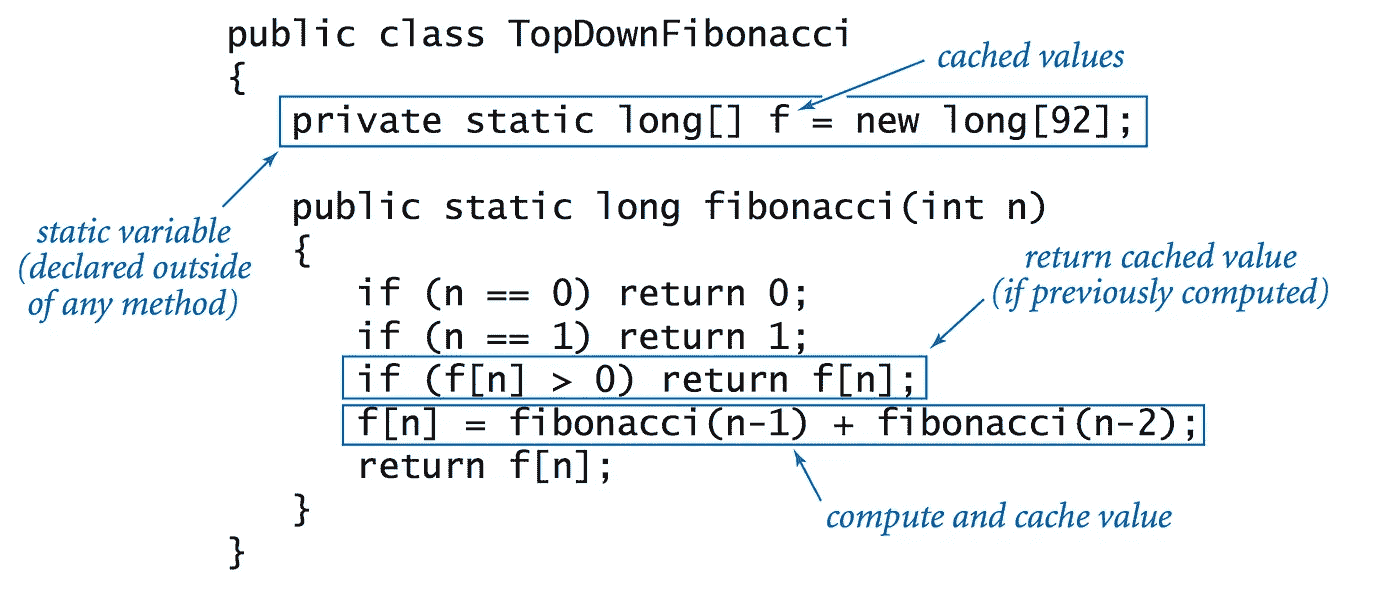 public class TopDownFibonacci
{
cached values
private static long[] f = new long[92];
static variable
(declared outside
of any method)
public static long fibonacci(int n)
{
return cached value
(if previously computed)
if (n == 0) return 0;
if (n == 1) return 1;
if (f[n] > 0) return f[n];
f[n] = fibonacci(n-1) + fibonacci(n-2);
return f[n];
compute and cache value
}
}